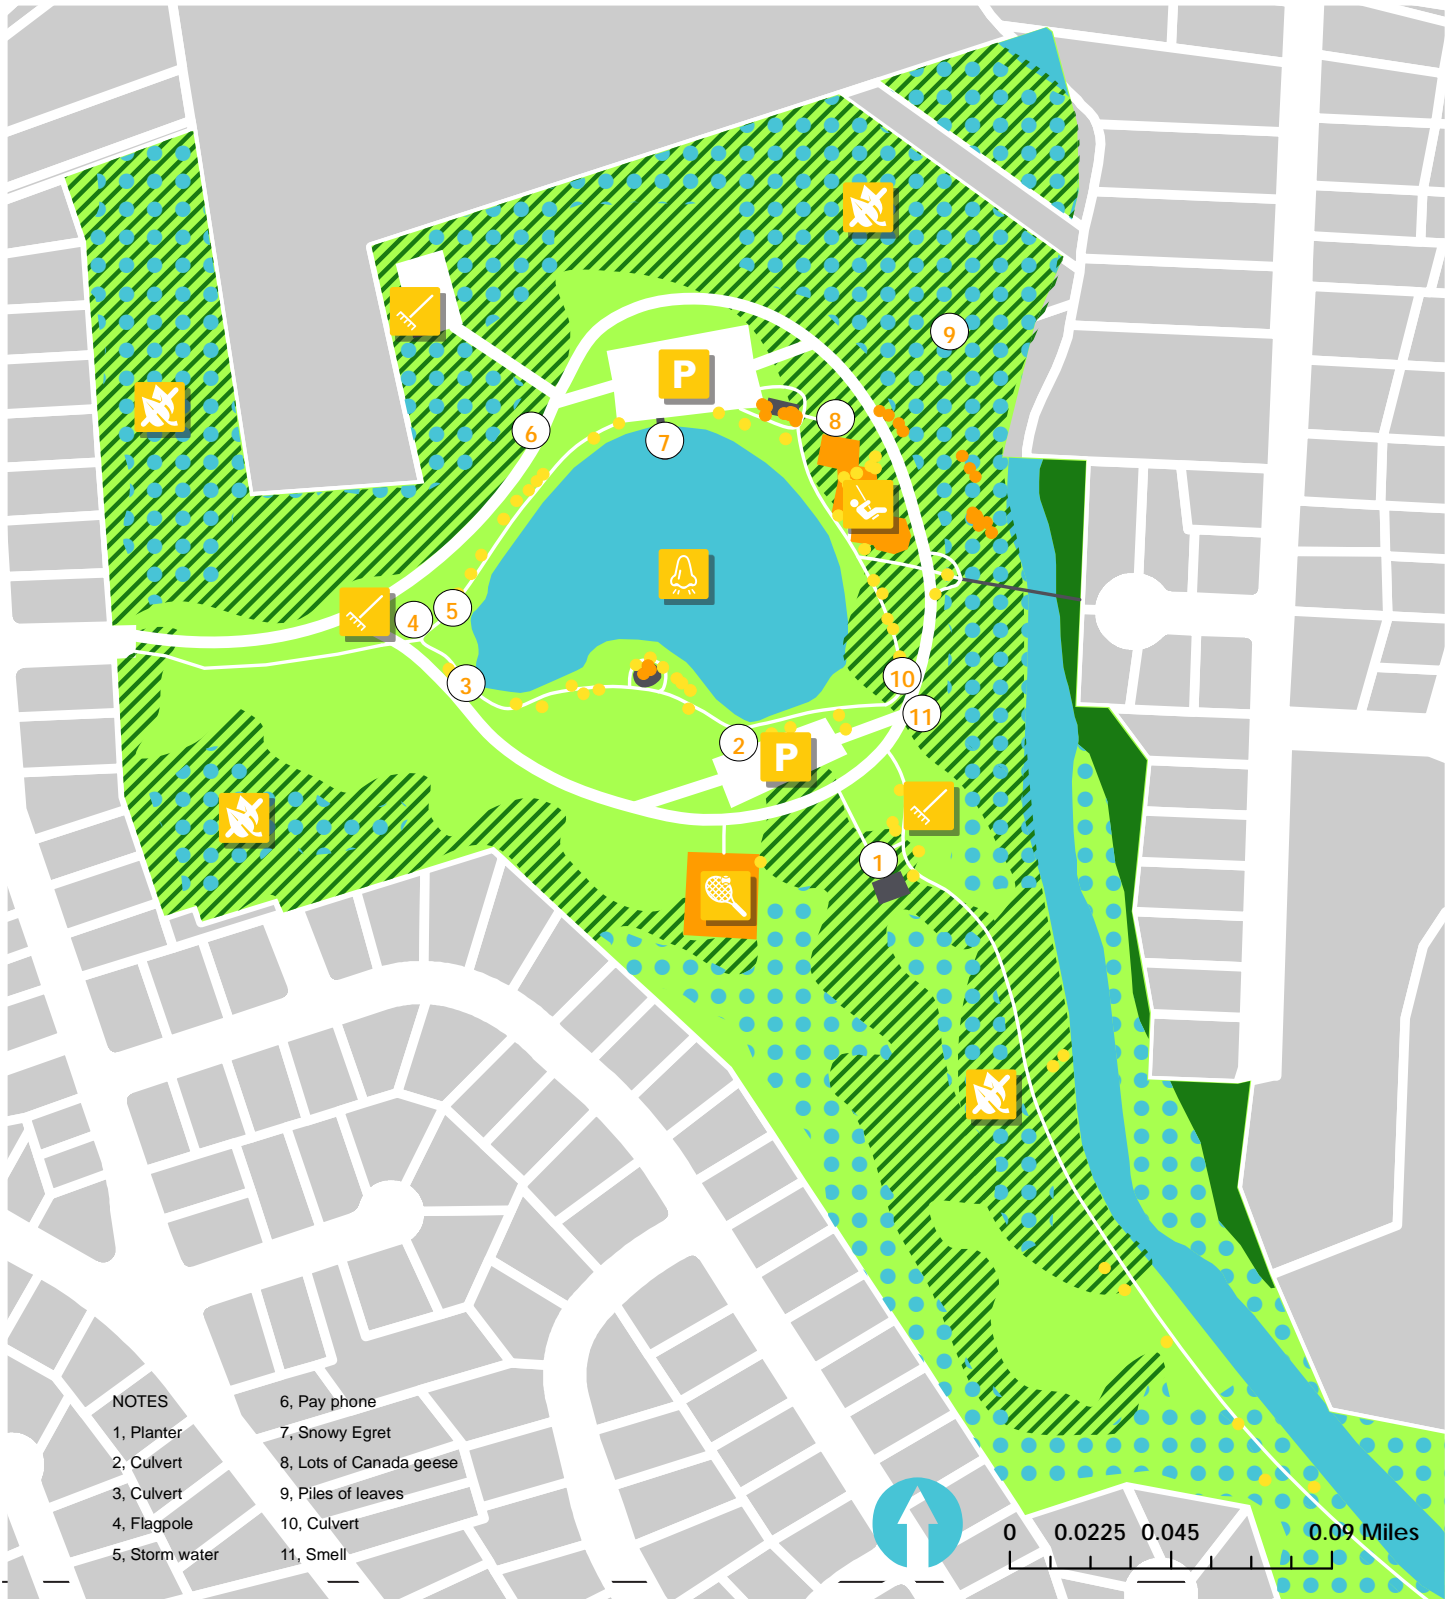 9
P
8
6
7
5
4
10
3
11
2
P
1
NOTES
1, Planter
2, Culvert
3, Culvert
4, Flagpole
5, Storm water
6, Pay phone
7, Snowy Egret
8, Lots of Canada geese
9, Piles of leaves
10, Culvert
11, Smell
0 0.0225 0.045 0.09 Miles